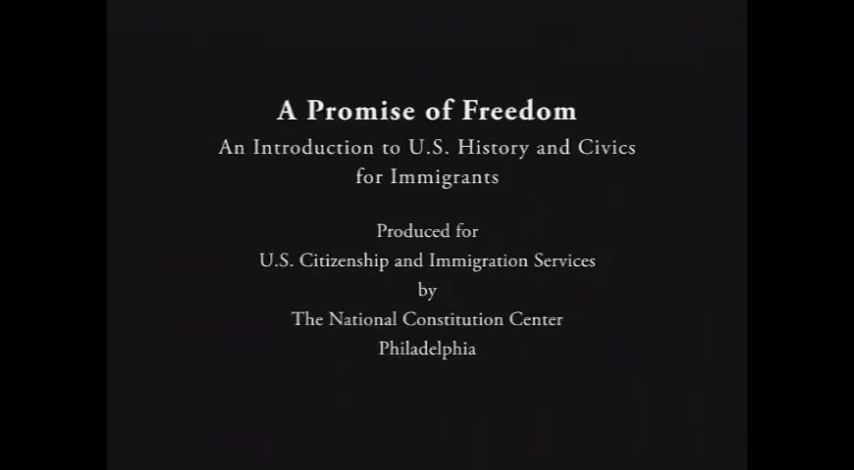 A Promise of Freedom
An Introduction to U.S. History and Civics
for Immigrants
Produced for
U.S. Citizenship and Immigration Services
by
The National Constitution Center
Philadelphia